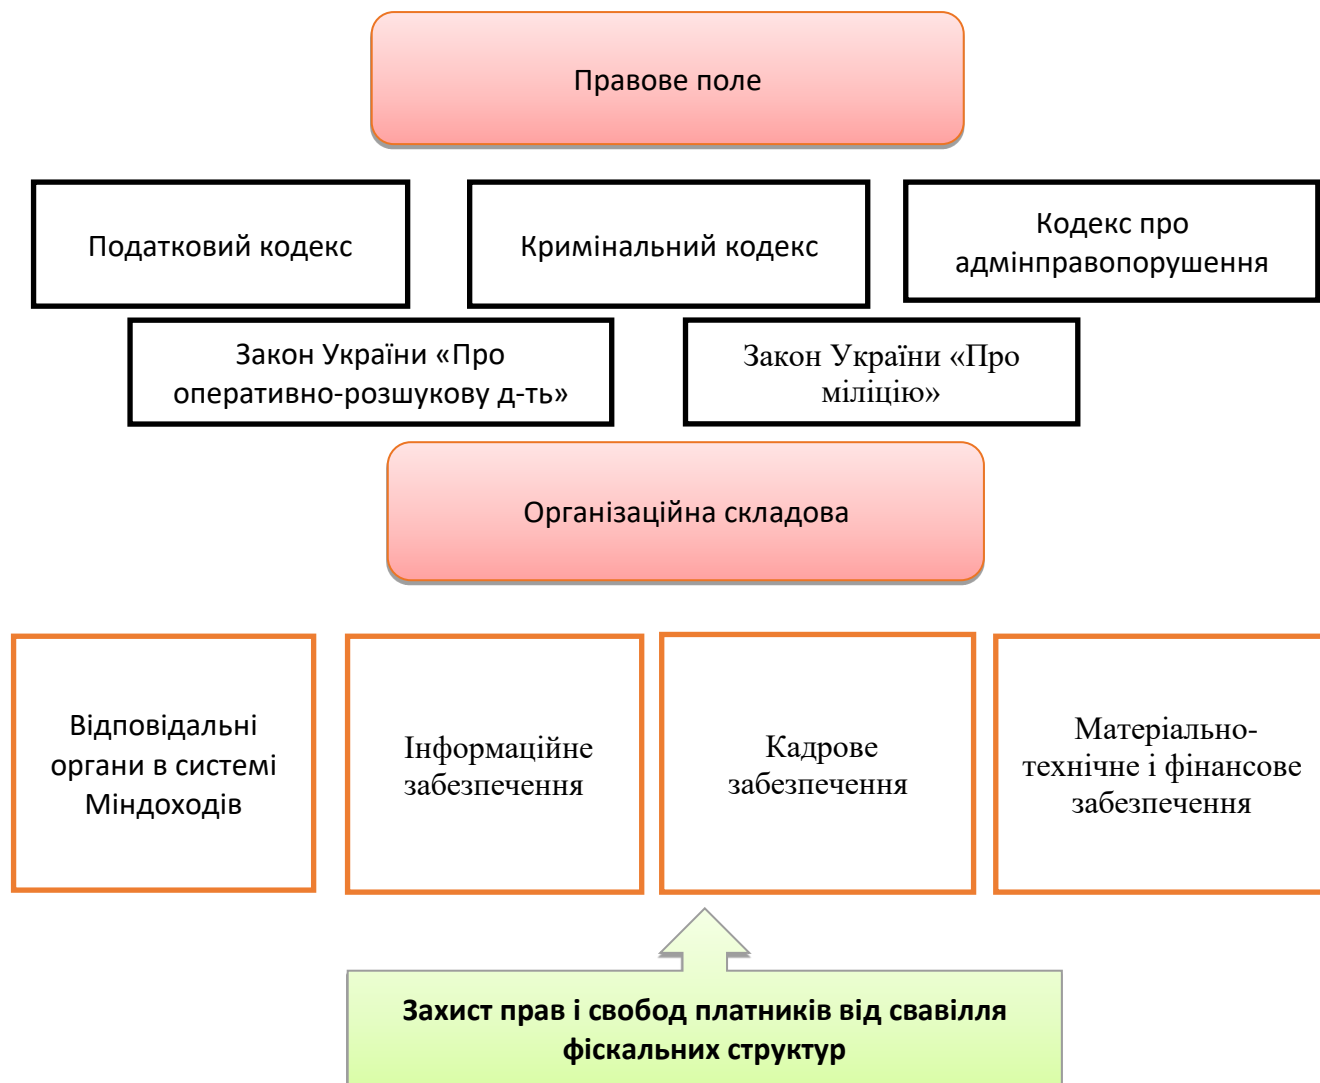 Правове поле
Податковий кодекс
Кримінальний кодекс
Кодекс про
адмінправопорушення
Закон України «Про
оперативно-розшукову д-ть»
Закон України «Про
міліцію»
Організаційна складова
Відповідальні
органи в системі
Міндоходів
Інформаційне
забезпечення
Кадрове
забезпечення
Матеріально-
технічне і фінансове
забезпечення
Захист прав і свобод платників від свавілля
фіскальних структур